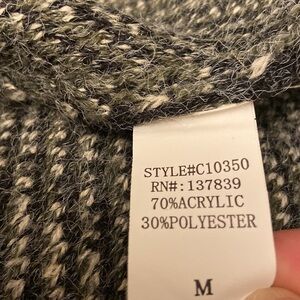 STYLE#C10350
RN#:137839
70%ACRYLIC
30%POLYESTER
M